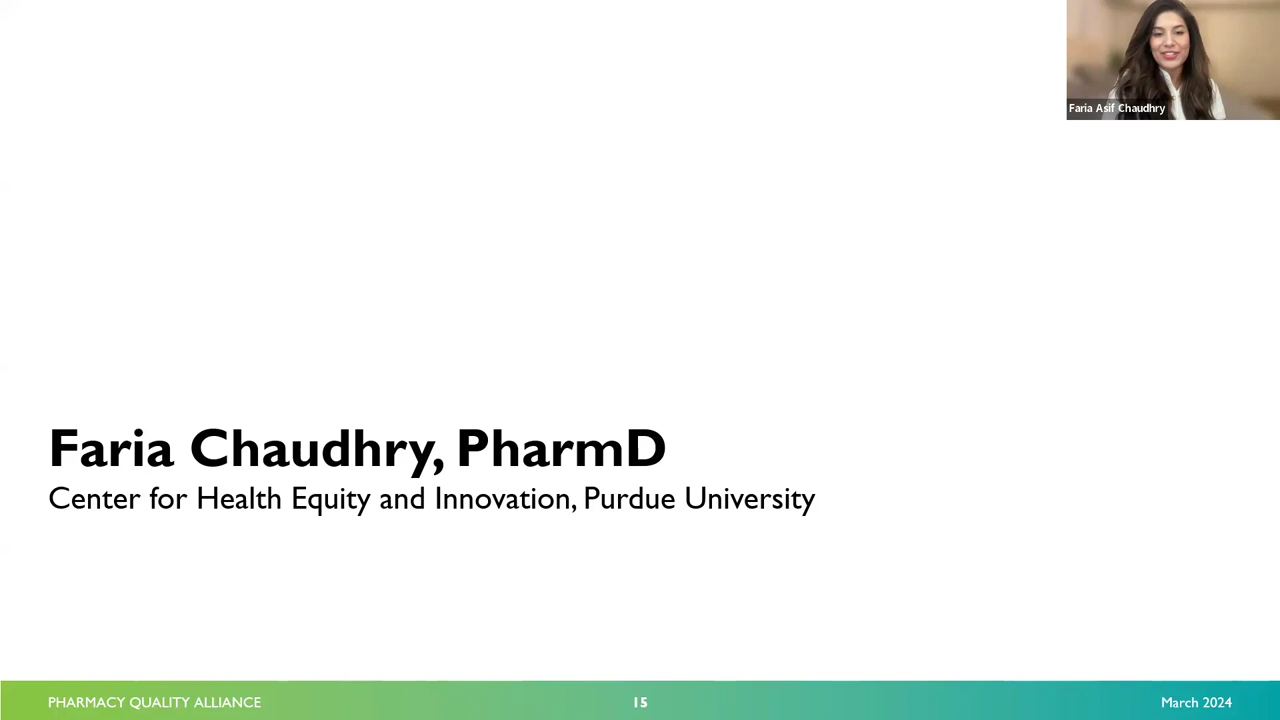 Faria Asif Chaudhry
Faria Chaudhry, PharmD
Center for Health Equity and Innovation, Purdue University
PHARMACY QUALITY ALLIANCE
15
March 2024